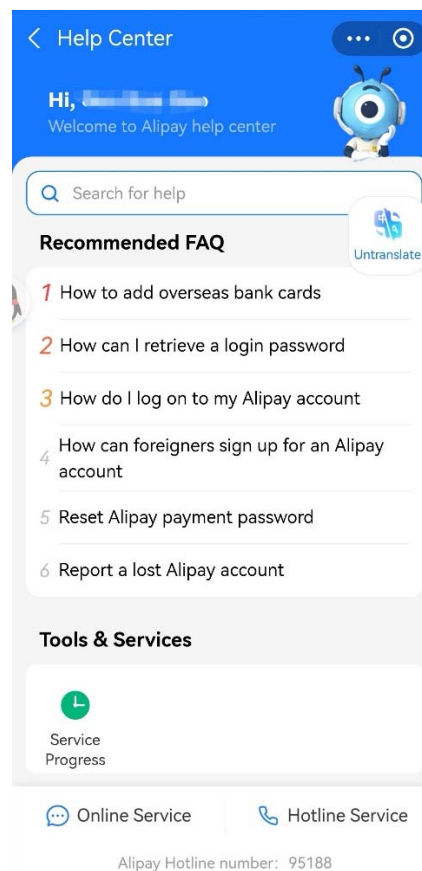 Help Center
Hi,
Welcome to Alipay help center
Search for help
Untranslate
Recommended FAQ
1 How to add overseas bank cards
2 How can I retrieve a login password
3 How do I log on to my Alipay account
4 How can foreigners sign up for an Alipay
account
5 Reset Alipay payment password
6 Report a lost Alipay account
Tools & Services
Service
Progress
Online Service
Hotline Service
Alipay Hotline number: 95188